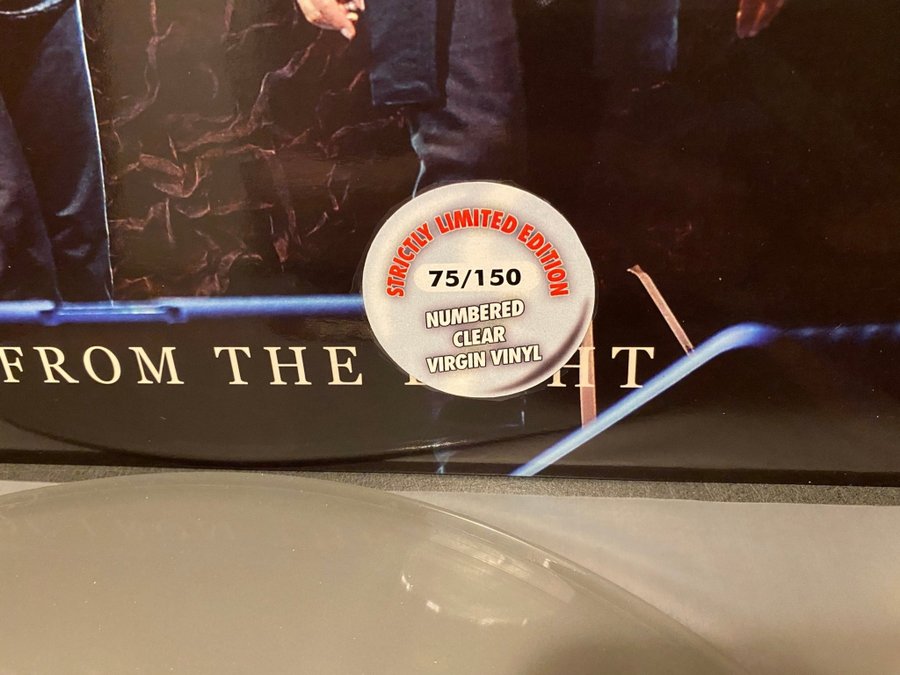 STRICTLY LIMITED EDITION
75/150
NUMBERED
CLEAR
VIRGIN VINYL
FROM THE